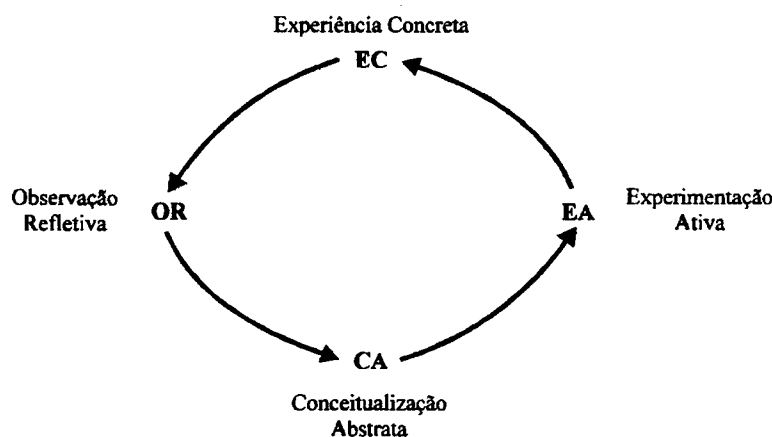 Experiência Concreta
EC
Observação
Refletiva
OR
EA
Experimentação
Ativa
CA
Conceitualização
Abstrata